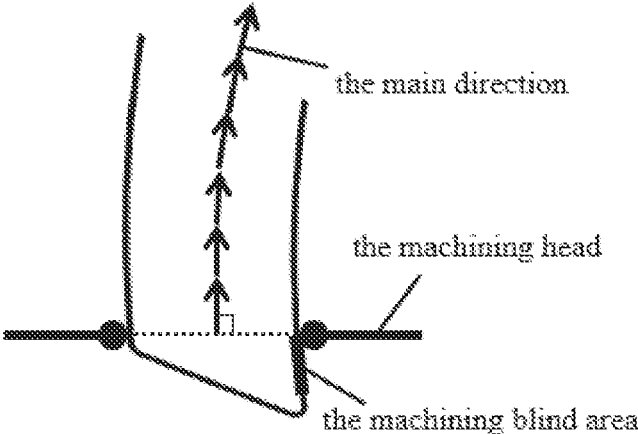 the main direction
the machining head
the machining blind area